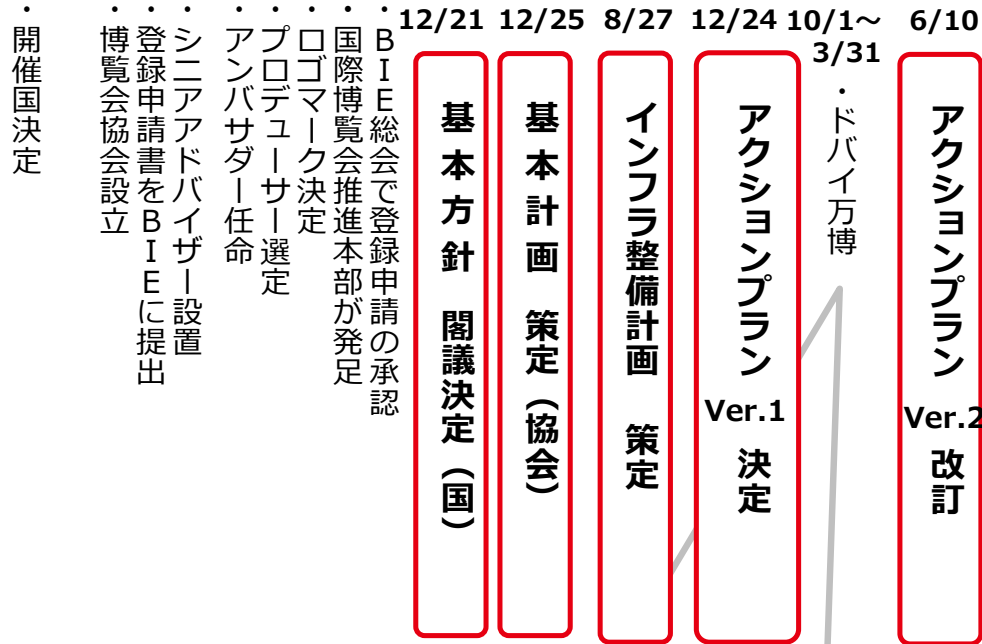 ・開催国決定
・博覧会協会設立
・登録申請書をＢＩＥに提出
・シニアアドバイザー設置
・アンバサダー任命
・プロデューサー選定
・ロゴマーク決定
・国際博覧会推進本部が発足
・ＢＩＥ総会で登録申請の承認
12/21
基本方針 閣議決定（国）
12/25
基本計画 策定（協会）
8/27
インフラ整備計画 策定
12/24
アクションプラン
Ver.1
決定
10/1～
3/31
・ドバイ万博
6/10
アクションプラン
Ver.2
改訂